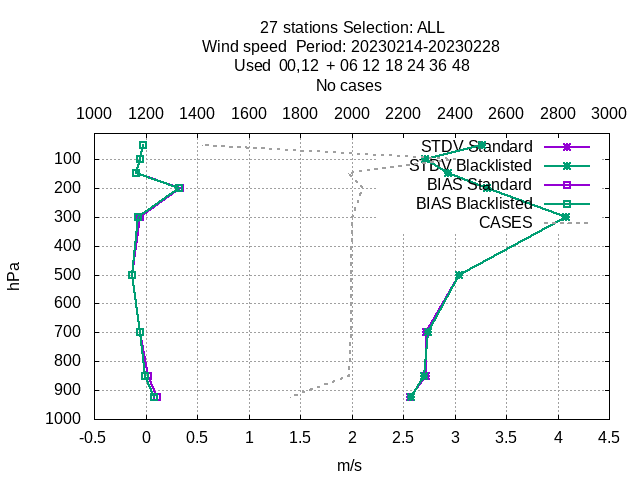 27 stations Selection: ALL
Wind speed  Period: 20230214-20230228
Used  00,12  + 06 12 18 24 36 48
No cases
1000 1200 1400 1600 1800 2000 2200 2400 2600 2800 3000
STDV Standard
STDV Blacklisted
BIAS Standard
BIAS Blacklisted
CASES
hPa
100
200
300
400
500
600
700
800
900
1000
-0.5 0 0.5 1 1.5 2 2.5 3 3.5 4 4.5
m/s